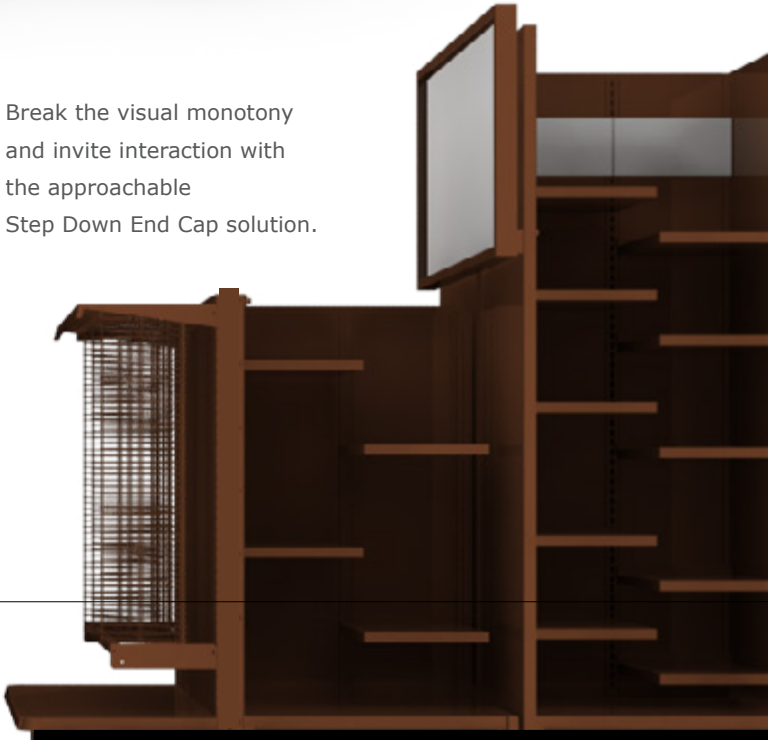 Break the visual monotony
and invite interaction with
the approachable
Step Down End Cap solution.